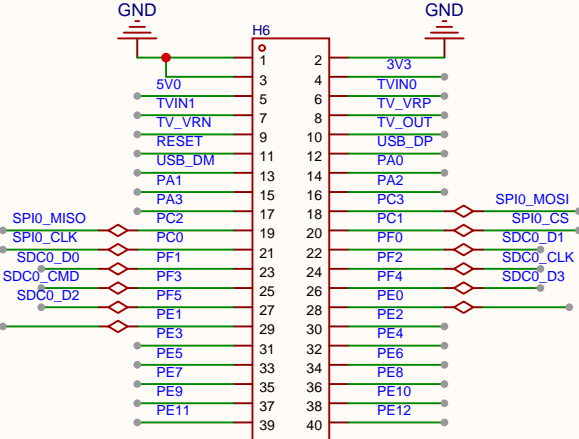 GND GND
H6
1 2
3V3
3 4
5V0 TVIN0
5 6
TVIN1 TV_VRP
7 8
TV_VRN TV_OUT
9 10
RESET USB_DP
11 12
USB_DM PA0
13 14
PA1 PA2
15 16
PA3 PC3 SPI0_MOSI
17 18
SPI0_MISO PC2 PC1 SPI0_CS
19 20
SPI0_CLK PC0 PF0 SDC0_D1
21 22
SDC0_D0 PF1 PF2 SDC0_CLK
23 24
SDC0_CMD PF3 PF4 SDC0_D3
25 26
SDC0_D2 PF5 PE0
27 28
PE1 PE2
29 30
PE3 PE4
31 32
PE5 PE6
33 34
PE7 PE8
35 36
PE9 PE10
37 38
PE11 PE12
39 40